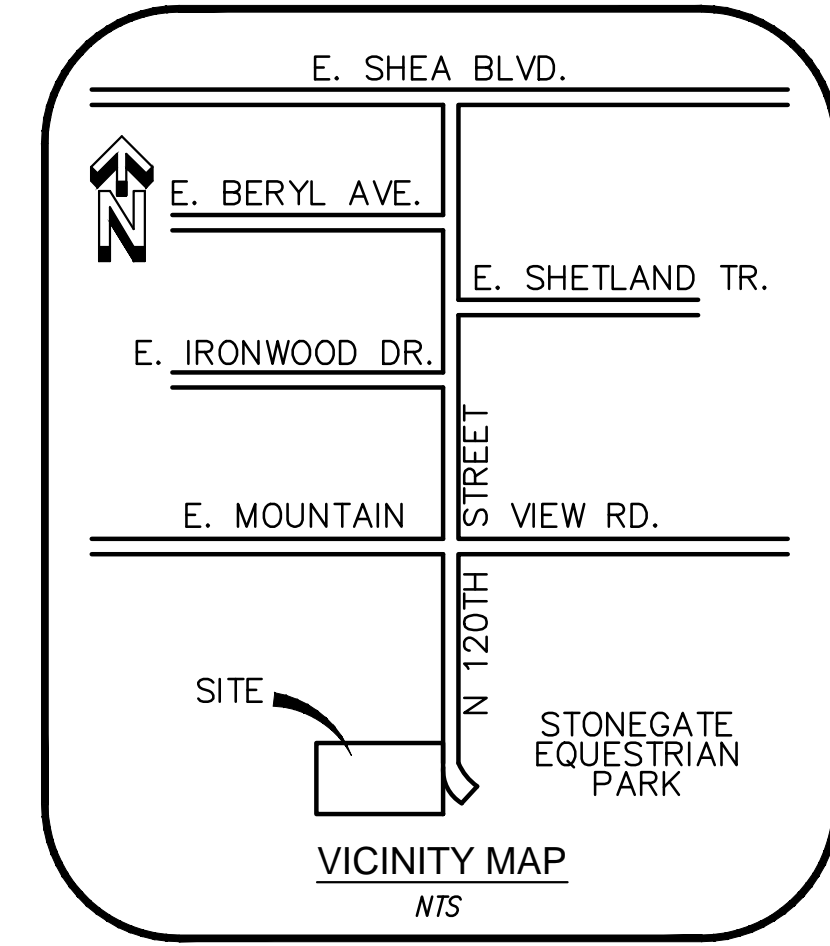 E. SHEA BLVD.
N
E. BERYL AVE.
E. SHETLAND TR.
E. IRONWOOD DR.
N 120TH STREET
E. MOUNTAIN VIEW RD.
SITE
STONEGATE
EQUESTRIAN
PARK
VICINITY MAP
NTS